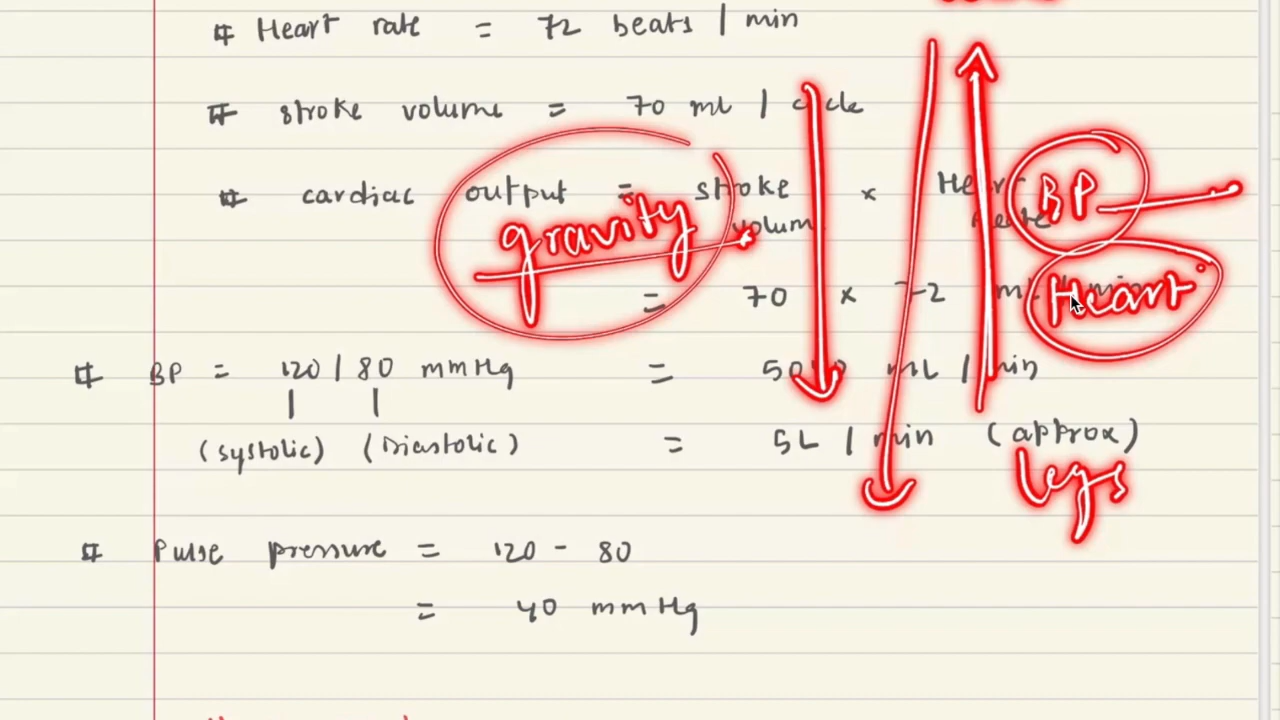 # Heart rate = 72 beats / min
# stroke volume = 70 ml / cycle
# cardiac output = stroke volume x Heart Rate
= 70 x 72 ml / min
# BP = 120 / 80 mmHg = 5040 mL / min
(systolic) (Diastolic) = 5L / min (approx)
# Pulse pressure = 120 - 80
= 40 mmHg
gravity
BP
Heart
legs